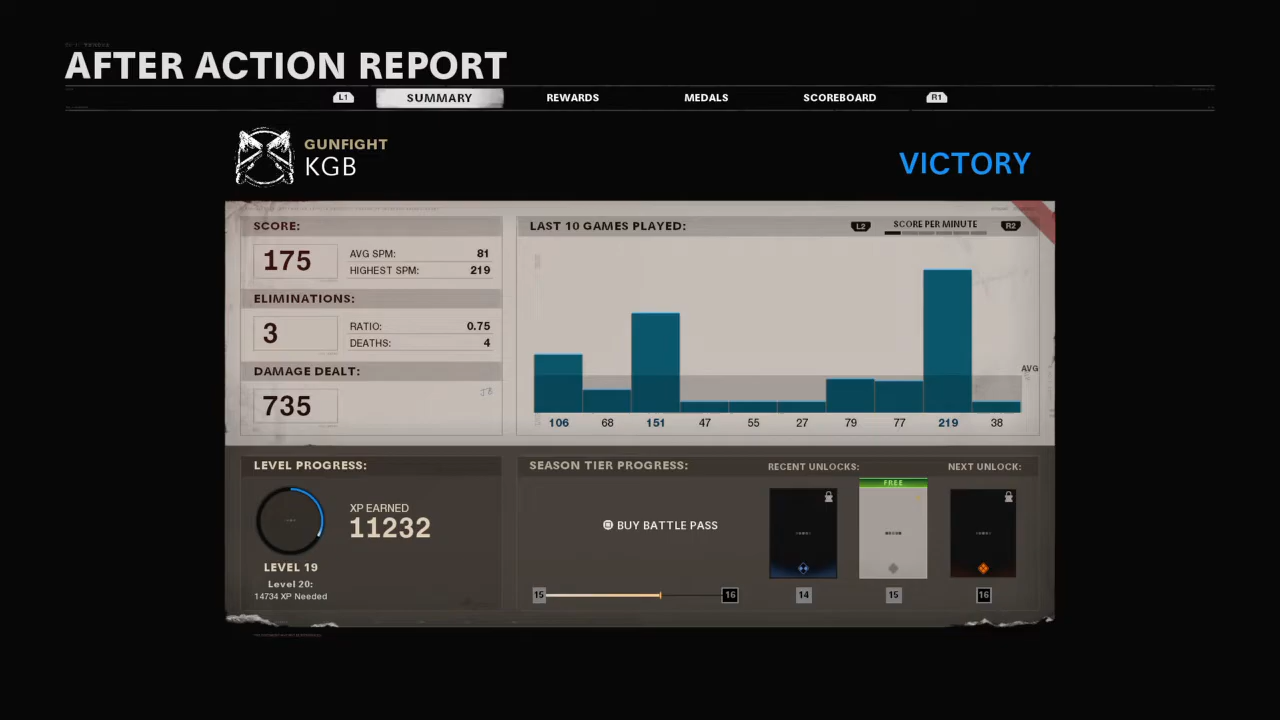 AFTER ACTION REPORT
L1 SUMMARY REWARDS MEDALS SCOREBOARD R1
GUNFIGHT
KGB
VICTORY
SCORE:
175
AVG SPM: 81
HIGHEST SPM: 219
ELIMINATIONS:
3
RATIO: 0.75
DEATHS: 4
DAMAGE DEALT:
735
LAST 10 GAMES PLAYED:
L2 SCORE PER MINUTE R2
AVG
106 68 151 47 55 27 79 77 219 38
LEVEL PROGRESS:
XP EARNED
11232
LEVEL 19
Level 20:
14734 XP Needed
SEASON TIER PROGRESS:
BUY BATTLE PASS
15 16
RECENT UNLOCKS:
NEXT UNLOCK:
FREE
14 15 16